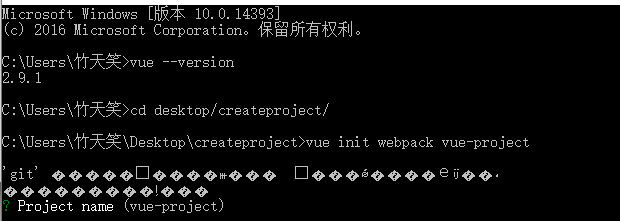 Microsoft Windows [版本 10.0.14393]
(c) 2016 Microsoft Corporation。保留所有权利。
C:\Users\竹天笑>vue --version
2.9.1
C:\Users\竹天笑>cd desktop/createproject/
C:\Users\竹天笑\Desktop\createproject>vue init webpack vue-project
'git'
? Project name (vue-project)